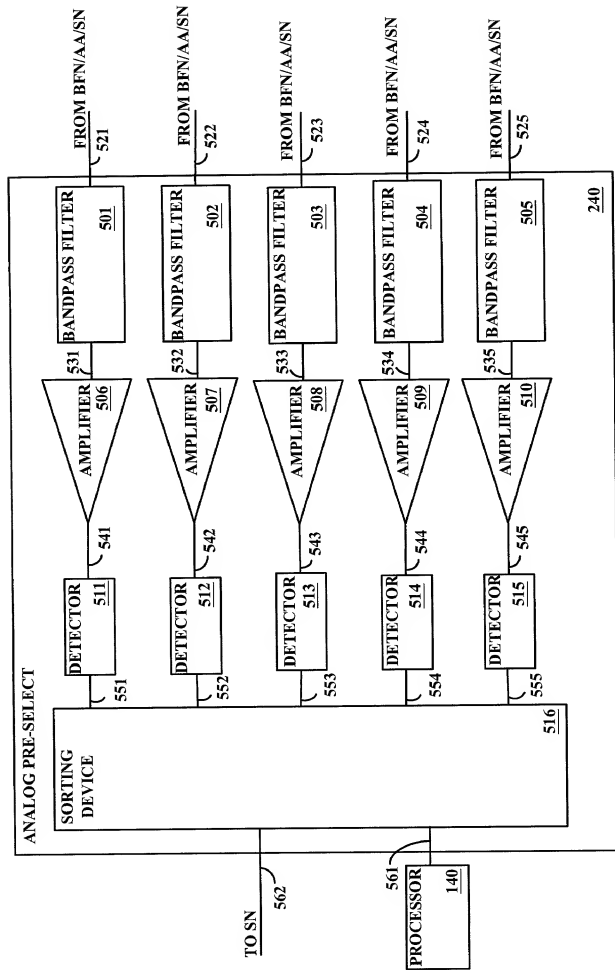 ANALOG PRE-SELECT
SORTING
DEVICE
516
551
DETECTOR
511
541
AMPLIFIER
506
531
BANDPASS FILTER
501
521
FROM BFN/AA/SN
552
DETECTOR
512
542
AMPLIFIER
507
532
BANDPASS FILTER
502
522
FROM BFN/AA/SN
553
DETECTOR
513
543
AMPLIFIER
508
533
BANDPASS FILTER
503
523
FROM BFN/AA/SN
554
DETECTOR
514
544
AMPLIFIER
509
534
BANDPASS FILTER
504
524
FROM BFN/AA/SN
555
DETECTOR
515
545
AMPLIFIER
510
535
BANDPASS FILTER
505
525
FROM BFN/AA/SN
240
TO SN
562
561
PROCESSOR
140